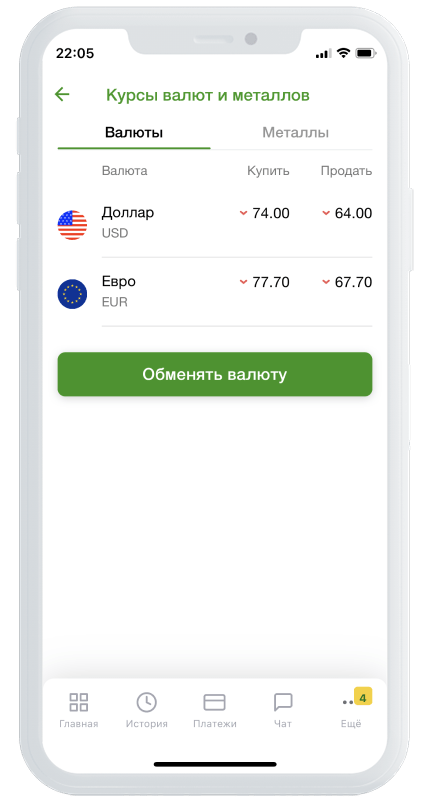 22:05
Курсы валют и металлов
Валюты Металлы
Валюта Купить Продать
Доллар 74.00 64.00
USD
Евро 77.70 67.70
EUR
Обменять валюту
4
Главная История Платежи Чат Ещё